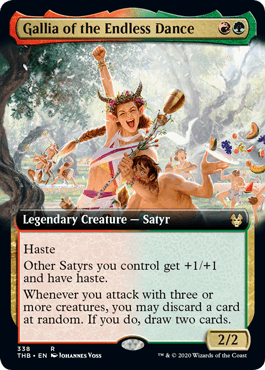 Gallia of the Endless Dance
Legendary Creature — Satyr
Haste
Other Satyrs you control get +1/+1
and have haste.
Whenever you attack with three or
more creatures, you may discard a card
at random. If you do, draw two cards.
2/2
338 R
THB • EN Johannes Voss
™ & © 2020 Wizards of the Coast